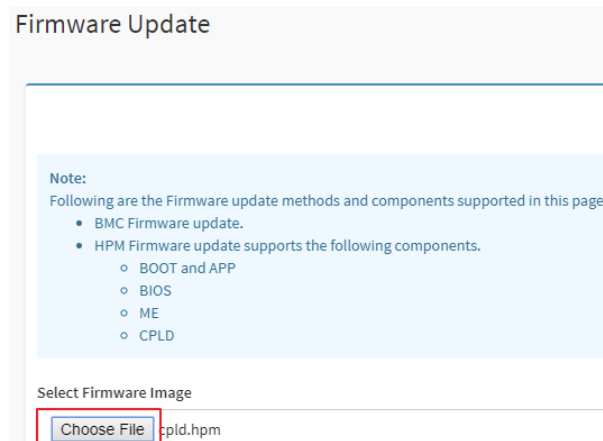 Firmware Update
Note:
Following are the Firmware update methods and components supported in this page
BMC Firmware update.
HPM Firmware update supports the following components.
BOOT and APP
BIOS
ME
CPLD
Select Firmware Image
Choose File cpld.hpm